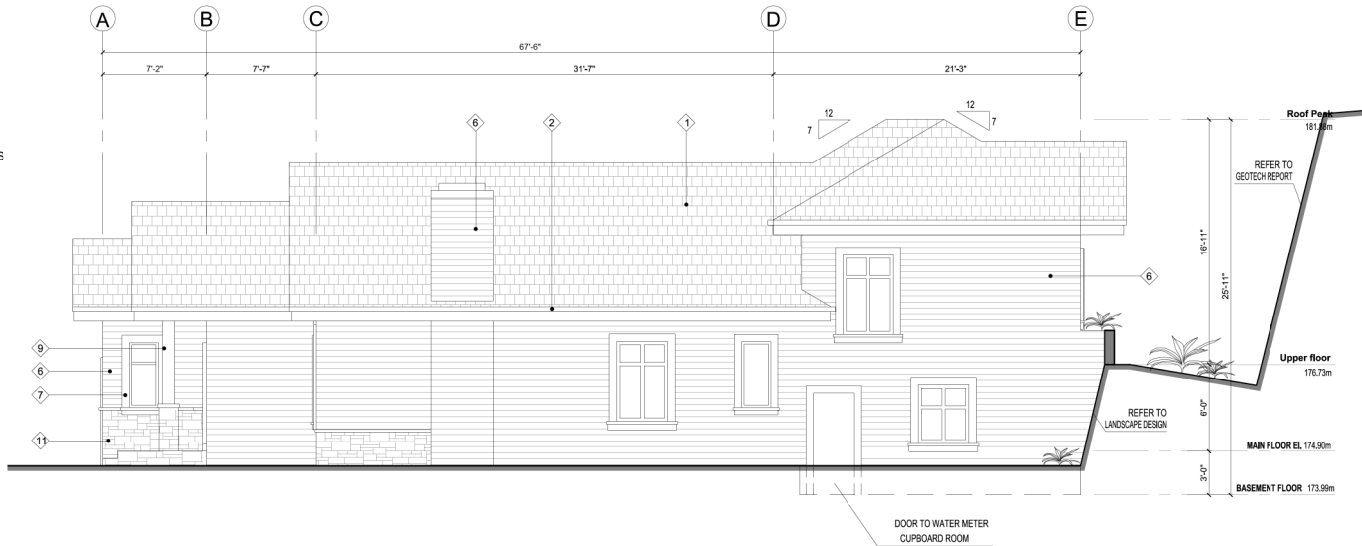 A B C D E
67'-6"
7'-2" 7'-7" 31'-7" 21'-3"
12
7
12
7
Roof Peak
6 2 1
s
REFER TO
GEOTECH REPORT
6
16'-11"
6
25'-11"
9
Upper floor
6
176.73m
7
REFER TO
LANDSCAPE DESIGN
6'-0"
11
MAIN FLOOR EL 174.90m
3'-0"
BASEMENT FLOOR 173.99m
DOOR TO WATER METER
CUPBOARD ROOM